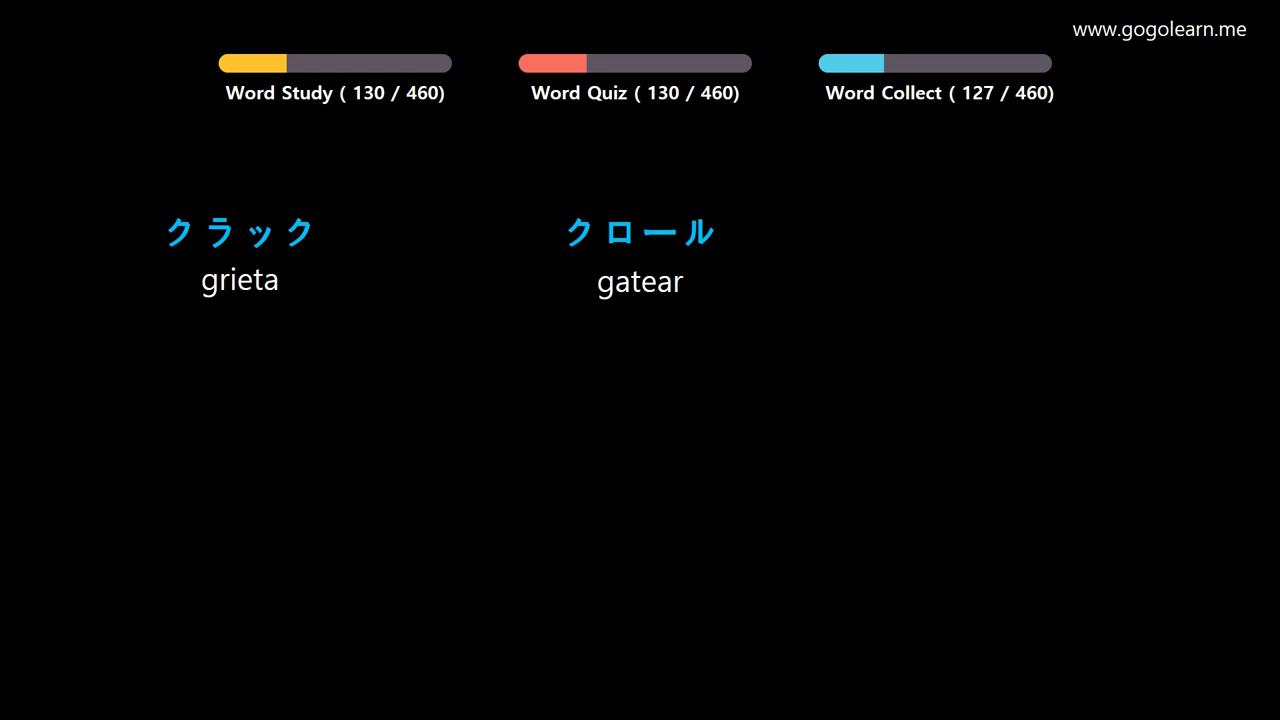 www.gogolearn.me
Word Study ( 130 / 460)
Word Quiz ( 130 / 460)
Word Collect ( 127 / 460)
クラック
grieta
クロール
gatear